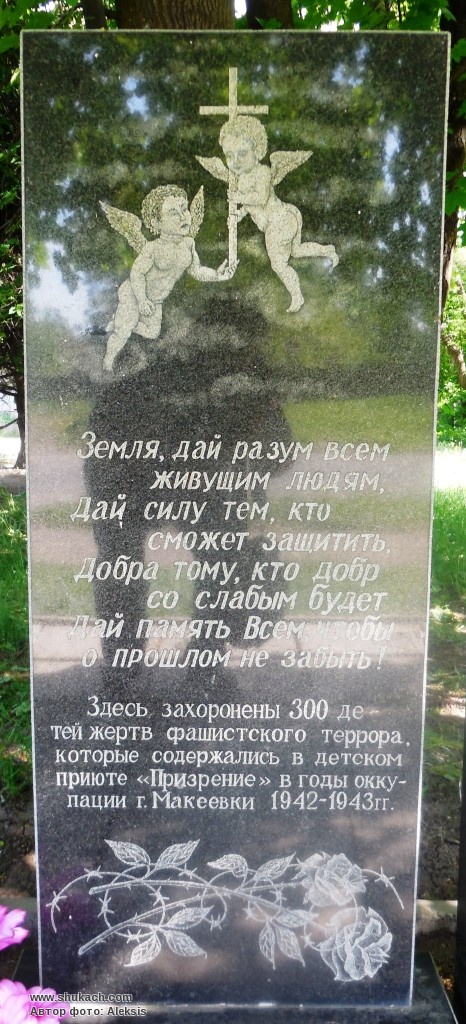 Земля, дай разум всем
живущим людям,
Дай силу тем, кто
сможет защитить,
Добра тому, кто добр
со слабым будет
Дай память Всем, чтобы
о прошлом не забыть!
Здесь захоронены 300 де
тей жертв фашистского террора,
которые содержались в детском
приюте «Призрение» в годы окку-
пации г. Макеевки 1942-1943гг.
www.shukach.com
Автор фото: Aleksis